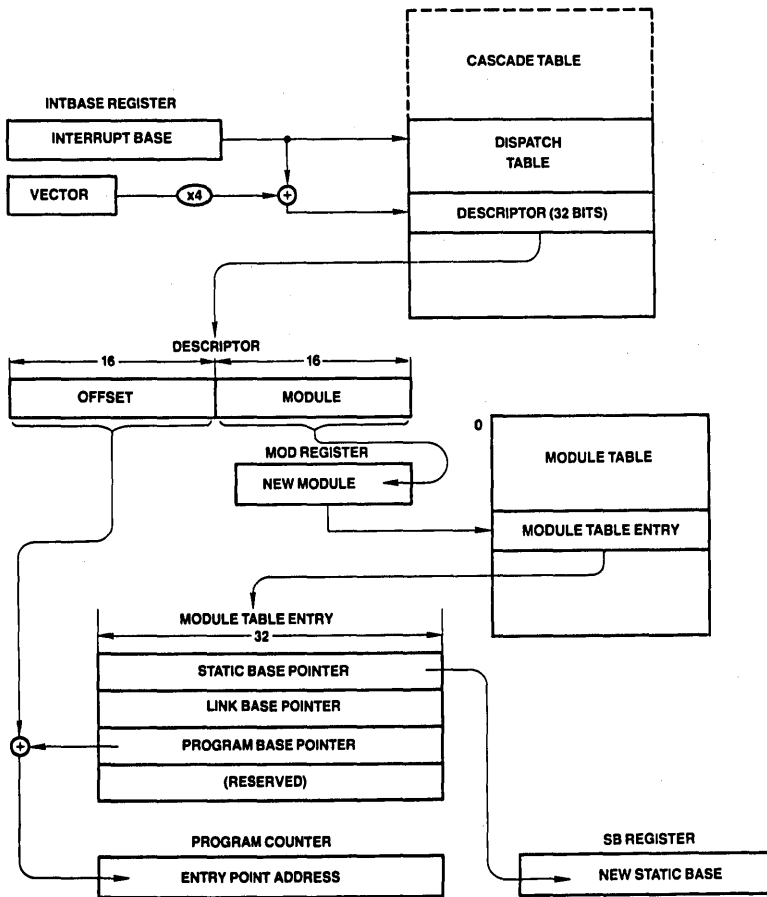 CASCADE TABLE
INTBASE REGISTER
INTERRUPT BASE
DISPATCH
TABLE
VECTOR
x4
+
DESCRIPTOR (32 BITS)
DESCRIPTOR
16
16
OFFSET
MODULE
0
MOD REGISTER
MODULE TABLE
NEW MODULE
MODULE TABLE ENTRY
MODULE TABLE ENTRY
32
STATIC BASE POINTER
LINK BASE POINTER
+
PROGRAM BASE POINTER
(RESERVED)
PROGRAM COUNTER
SB REGISTER
ENTRY POINT ADDRESS
NEW STATIC BASE